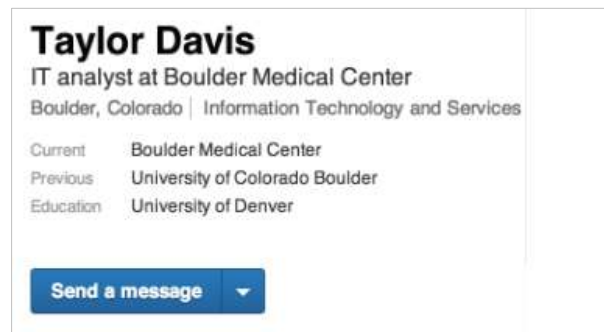 Taylor Davis
IT analyst at Boulder Medical Center
Boulder, Colorado | Information Technology and Services
Current Boulder Medical Center
Previous University of Colorado Boulder
Education University of Denver
Send a message